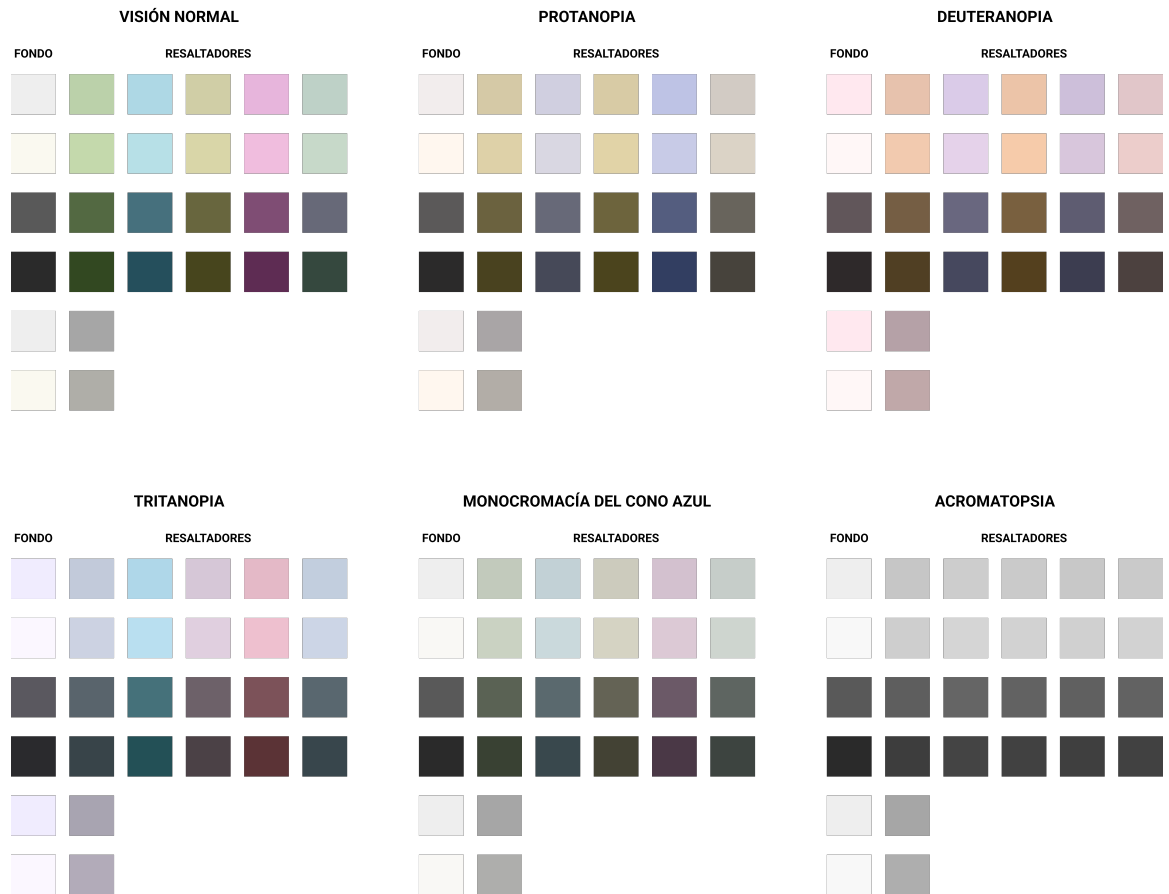 VISIÓN NORMAL
FONDO RESALTADORES
PROTANOPIA
FONDO RESALTADORES
DEUTERANOPIA
FONDO RESALTADORES
TRITANOPIA
FONDO RESALTADORES
MONOCROMACÍA DEL CONO AZUL
FONDO RESALTADORES
ACROMATOPSIA
FONDO RESALTADORES